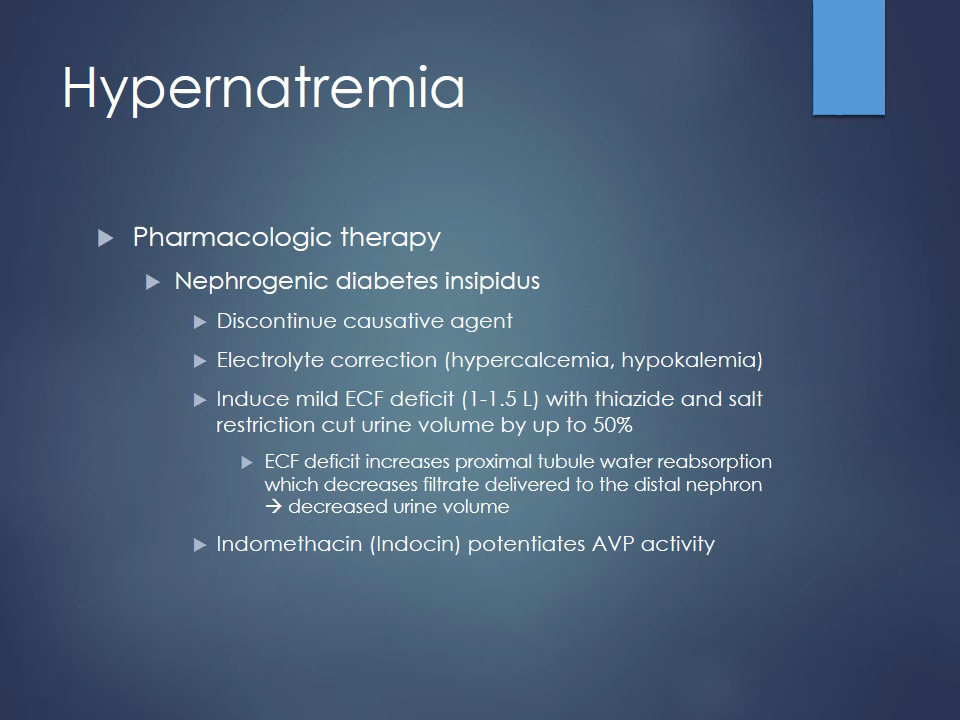 Hypernatremia
Pharmacologic therapy
Nephrogenic diabetes insipidus
Discontinue causative agent
Electrolyte correction (hypercalcemia, hypokalemia)
Induce mild ECF deficit (1-1.5 L) with thiazide and salt
restriction cut urine volume by up to 50%
ECF deficit increases proximal tubule water reabsorption
which decreases filtrate delivered to the distal nephron
→ decreased urine volume
Indomethacin (Indocin) potentiates AVP activity